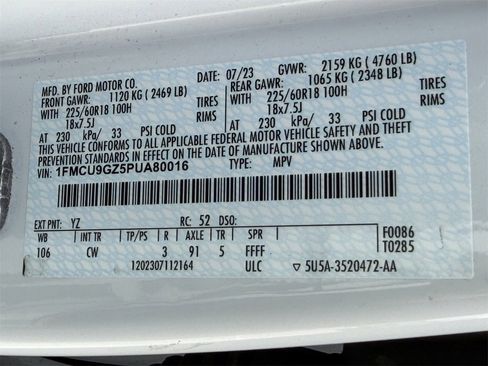 MFD. BY FORD MOTOR CO. DATE: 07/23 GVWR: 2159 KG ( 4760 LB)
FRONT GAWR: 1120 KG ( 2469 LB) REAR GAWR: 1065 KG ( 2348 LB)
WITH 225/60R18 100H TIRES WITH 225/60R18 100H TIRES
18x7.5J RIMS 18x7.5J RIMS
AT 230 kPa/ 33 PSI COLD AT 230 kPa/ 33 PSI COLD
THIS VEHICLE CONFORMS TO ALL APPLICABLE FEDERAL MOTOR VEHICLE SAFETY AND BUMPER
STANDARDS IN EFFECT ON THE DATE OF MANUFACTURE SHOWN ABOVE.
VIN: 1FMCU9GZ5PUA80016 TYPE: MPV
EXT PNT: YZ RC: 52 DSO: F0086
WB INT TR TP/PS R AXLE TR SPR T0285
106 CW 3 91 5 FFFF
1202307112164 ULC 5U5A-3520472-AA